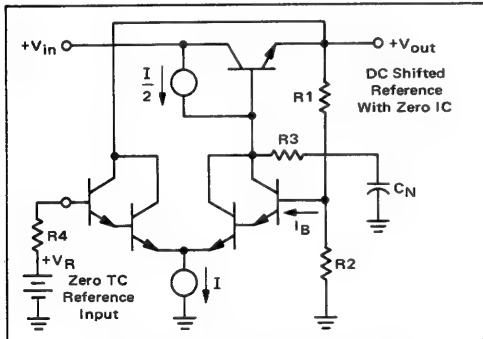 +Vin
+Vout
I
2
R1
DC Shifted
Reference
With Zero IC
R3
CN
IB
R4
+VR
Zero TC
Reference
Input
I
R2